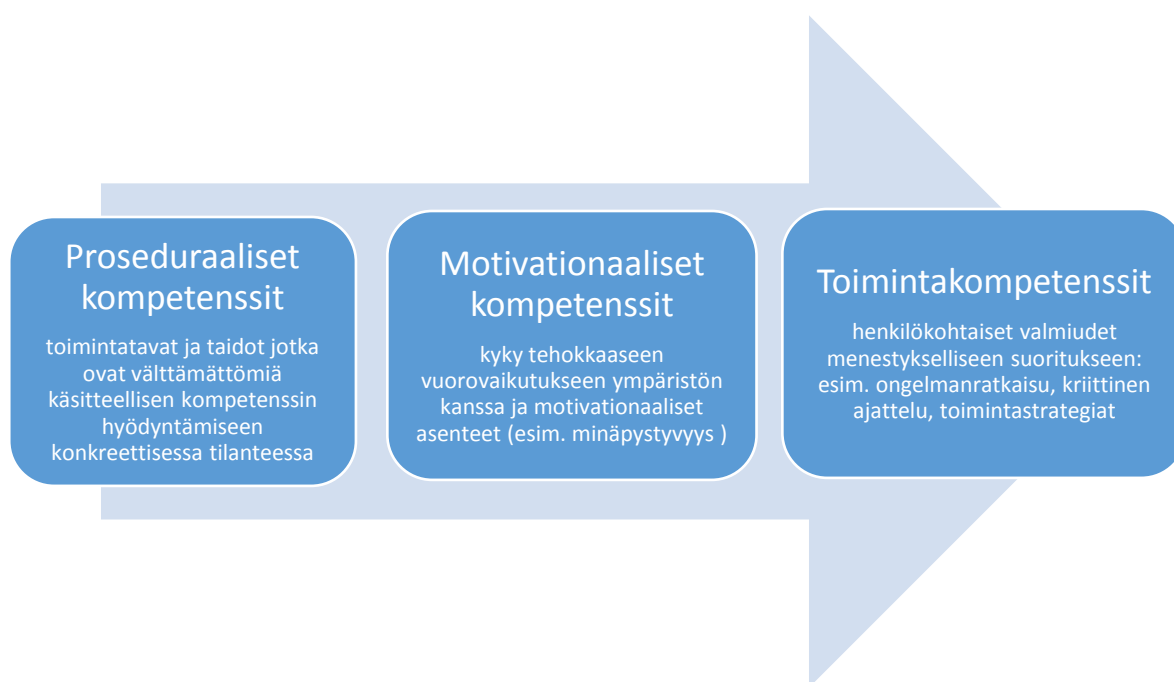 Proseduraaliset
kompetenssit
toimintatavat ja taidot jotka
ovat välttämättömiä
käsitteellisen kompetenssin
hyödyntämiseen
konkreettisessa tilanteessa
Motivationaaliset
kompetenssit
kyky tehokkaaseen
vuorovaikutukseen ympäristön
kanssa ja motivationaaliset
asenteet (esim. minäpystyvyys )
Toimintakompetenssit
henkilökohtaiset valmiudet
menestykselliseen suoritukseen:
esim. ongelmanratkaisu, kriittinen
ajattelu, toimintastrategiat